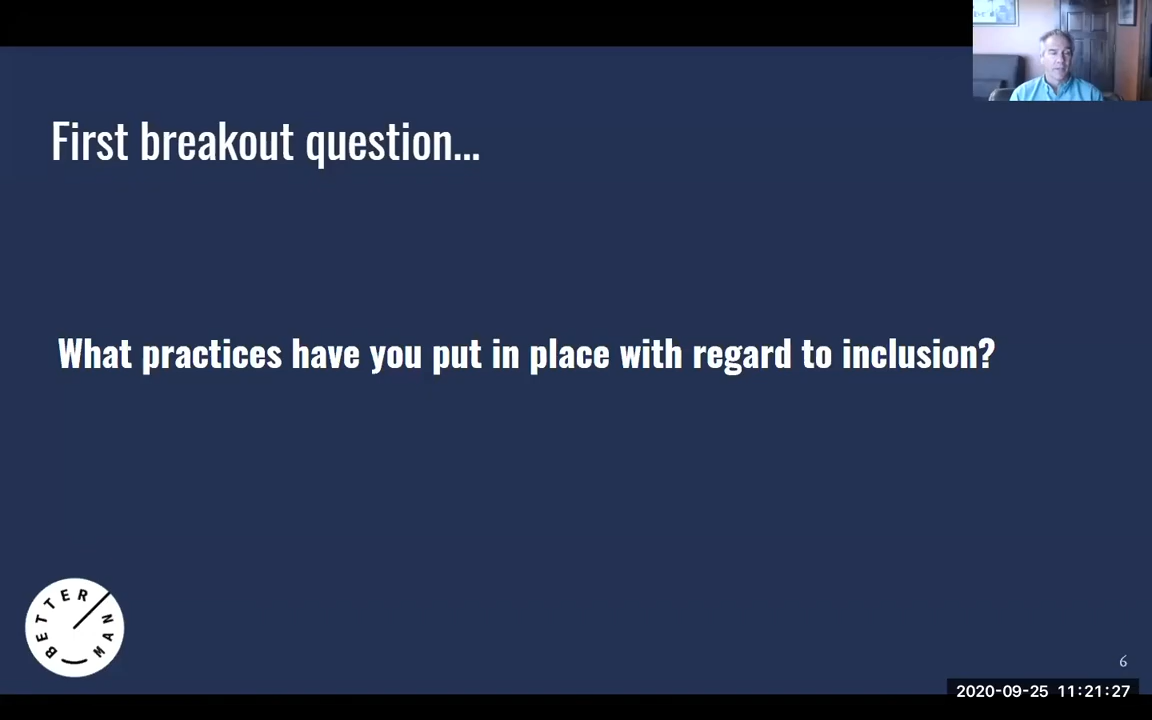 First breakout question...
What practices have you put in place with regard to inclusion?
BETTER MAN
6
2020-09-25 11:21:27